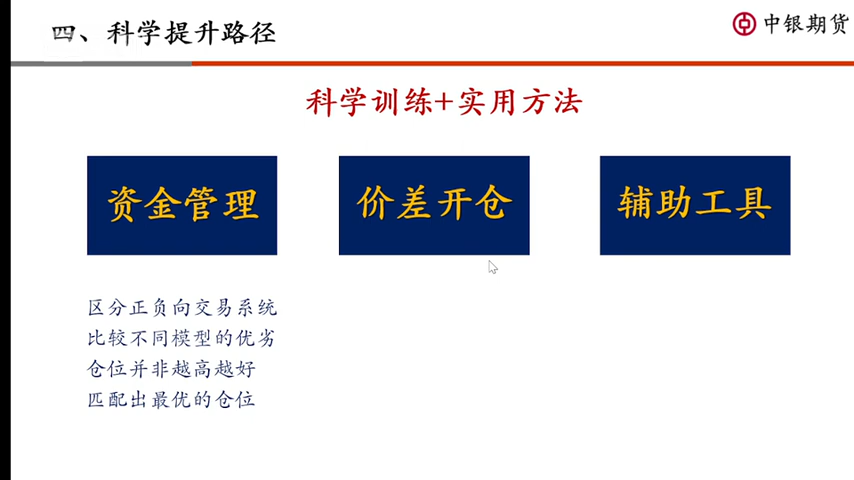 四、科学提升路径
中银期货
科学训练+实用方法
资金管理
价差开仓
辅助工具
区分正负向交易系统
比较不同模型的优劣
仓位并非越高越好
匹配出最优的仓位